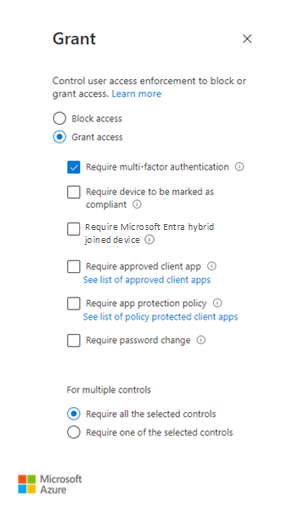 Grant
Control user access enforcement to block or
grant access. Learn more
Block access
Grant access
Require multi-factor authentication
Require device to be marked as
compliant
Require Microsoft Entra hybrid
joined device
Require approved client app
See list of approved client apps
Require app protection policy
See list of policy protected client apps
Require password change
For multiple controls
Require all the selected controls
Require one of the selected controls
Microsoft
Azure